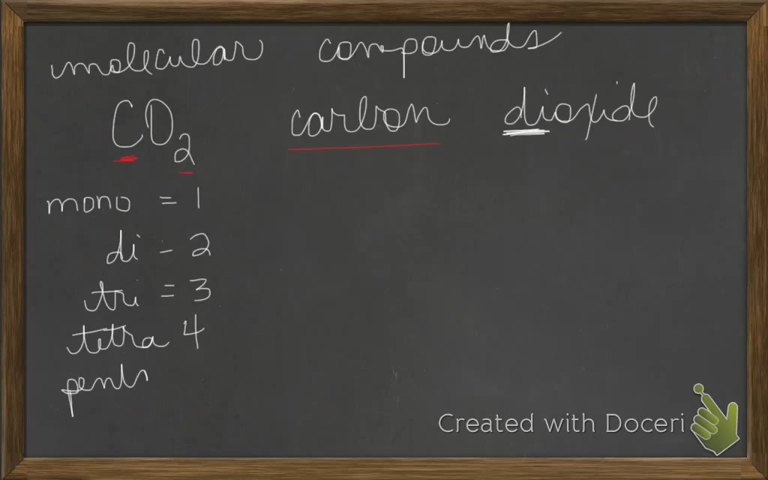 molecular compounds
CO2 carbon dioxide
mono = 1
di - 2
tri = 3
tetra 4
penta
Created with Doceri